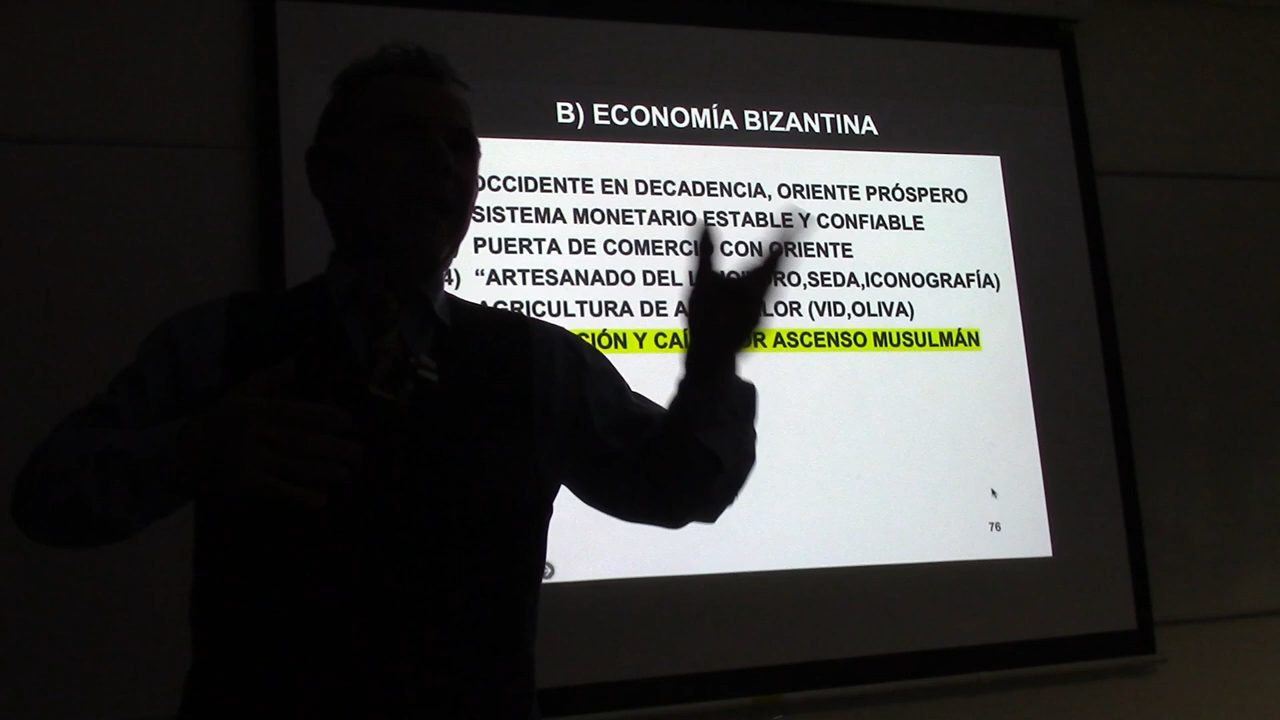 B) ECONOMÍA BIZANTINA
OCCIDENTE EN DECADENCIA, ORIENTE PRÓSPERO
SISTEMA MONETARIO ESTABLE Y CONFIABLE
PUERTA DE COMERCIO CON ORIENTE
4) “ARTESANADO DEL SEDA,ICONOGRAFÍA)
AGRICULTURA DE (VID,OLIVA)
Y ASCENSO MUSULMÁN
76